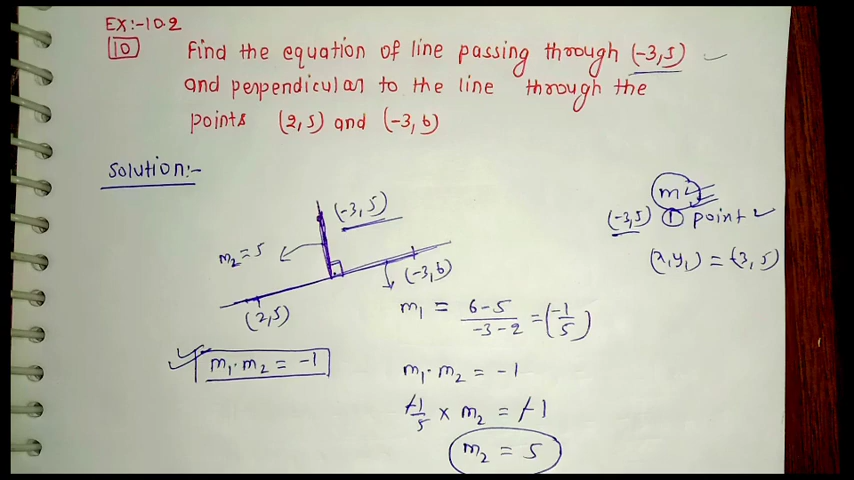 EX:-10.2
10 Find the equation of line passing through (-3,5)
and perpendicular to the line through the
points (2,5) and (-3,6)
Solution:-
(-3,5)
m₂ = 5
(-3,6)
(2,5)
m₁ · m₂ = -1
m₁ = 6-5 / -3-2 = (-1/5)
m₁ · m₂ = -1
-1/5 × m₂ = -1
m₂ = 5
(-3,5) 1 point
(x₁y₁) = (-3,5)